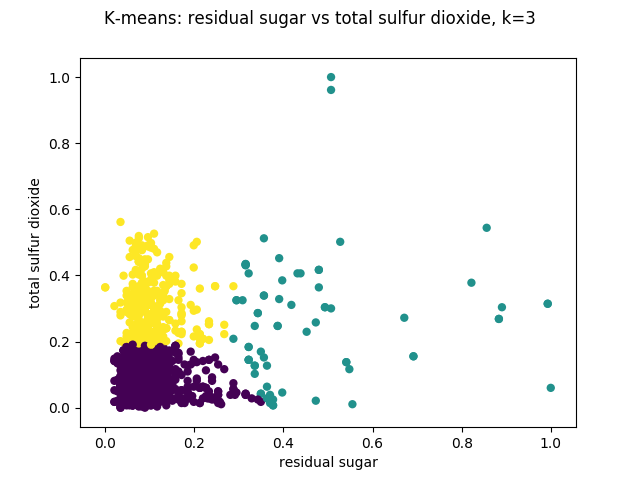 K-means: residual sugar vs total sulfur dioxide, k=3
1.0
0.8
0.6
0.4
0.2
0.0
total sulfur dioxide
0.0 0.2 0.4 0.6 0.8 1.0
residual sugar